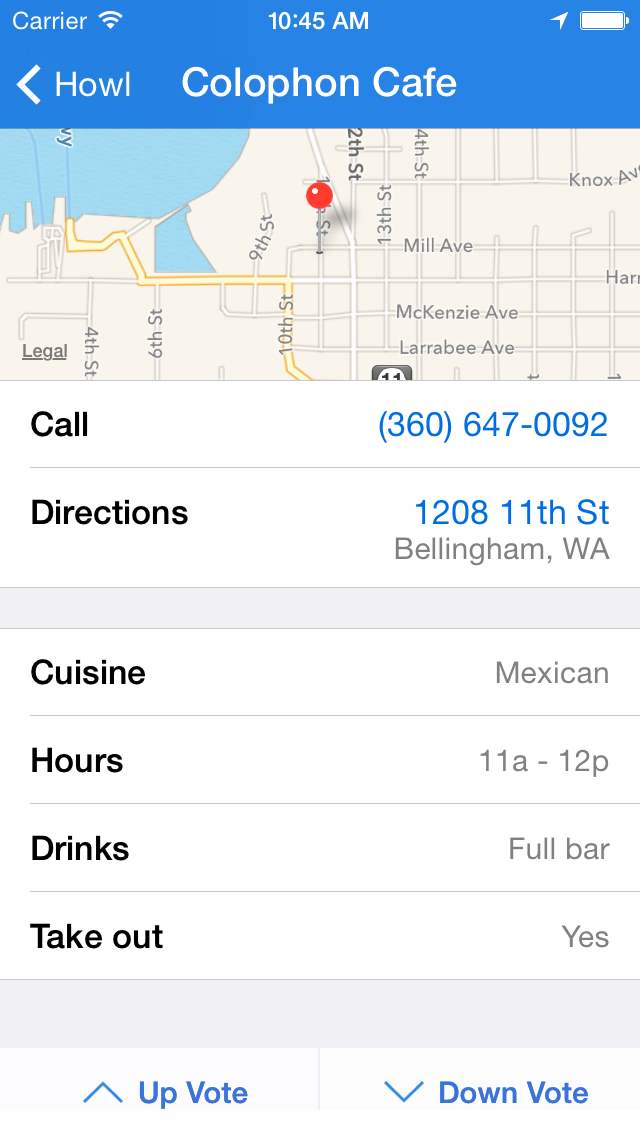 Carrier 10:45 AM
Howl Colophon Cafe
2th St
4th St
Knox Av
13th St
9th St
Mill Ave
Harr
McKenzie Ave
10th St
6th St
4th St
Larrabee Ave
Legal
11
Call (360) 647-0092
Directions 1208 11th St
Bellingham, WA
Cuisine Mexican
Hours 11a - 12p
Drinks Full bar
Take out Yes
Up Vote Down Vote